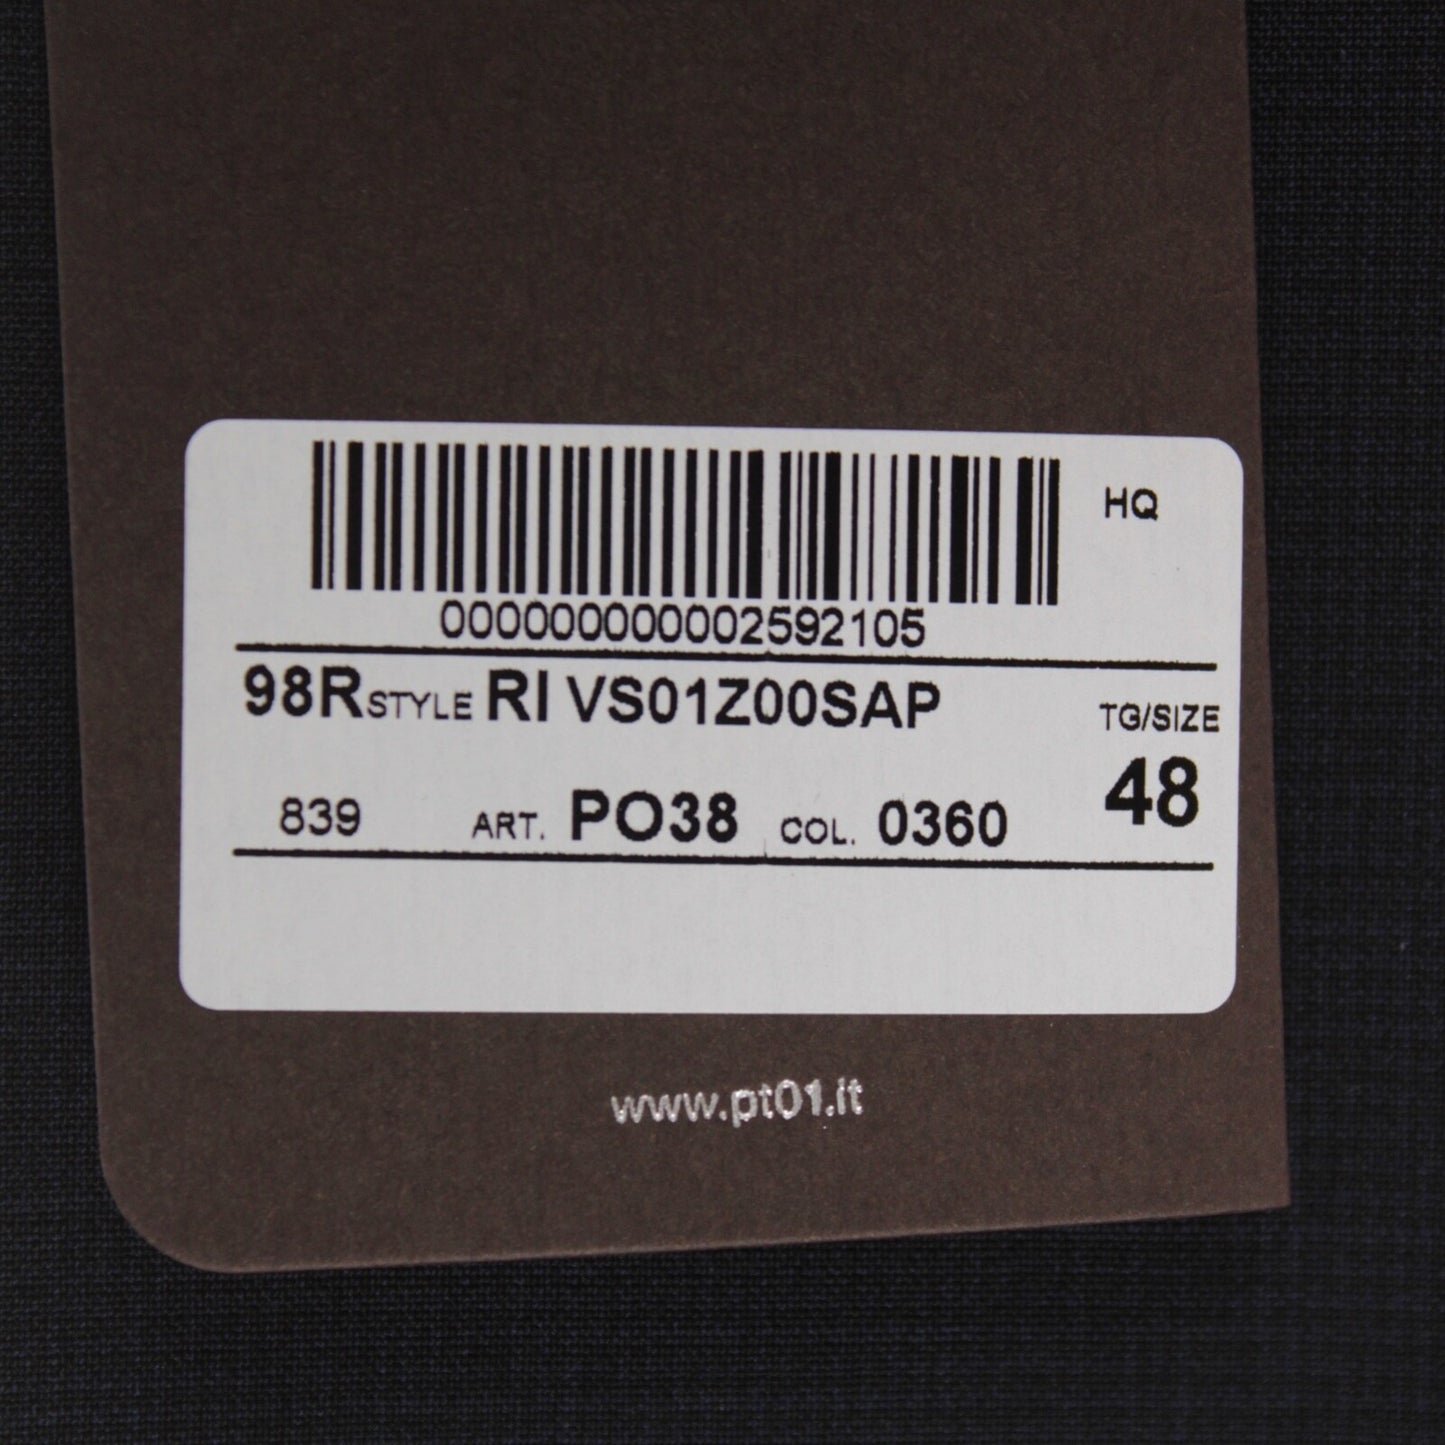 HQ
0000000000002592105
98R STYLE RI VS01Z00SAP
TG/SIZE
48
839 ART. PO38 COL. 0360
www.pt01.it